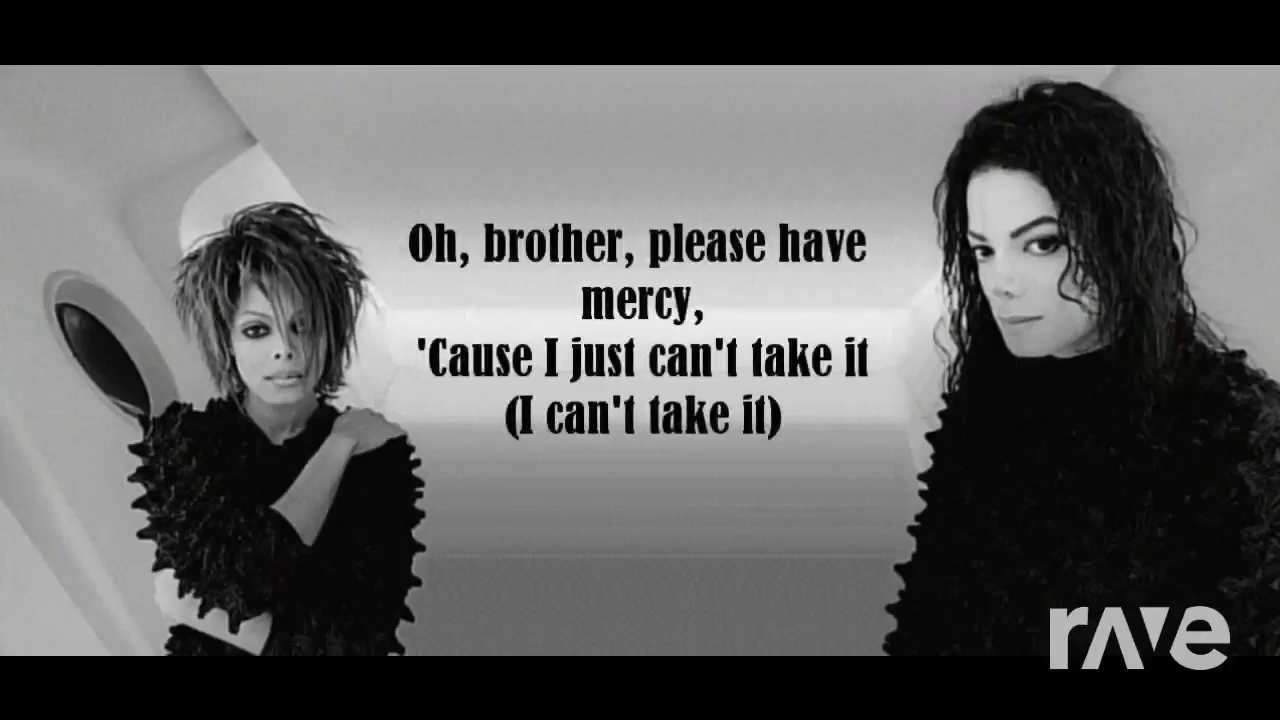 Oh, brother, please have
mercy,
'Cause I just can't take it
(I can't take it)
rave